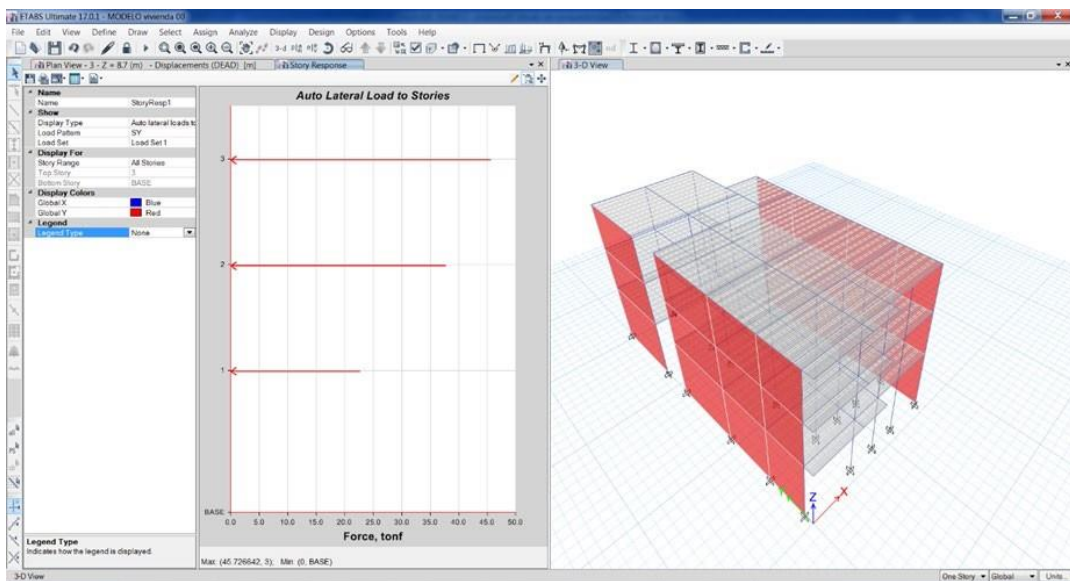 ETABS Ultimate 17.0.1 - MODELO vivienda 00
File Edit View Define Draw Select Assign Analyze Display Design Options Tools Help
Plan View - 3 - Z = 8.7 (m) - Displacements (DEAD) [m] Story Response 3-D View
Name
Name StoryResp1
Show
Display Type Auto lateral loads to
Load Pattern SY
Load Set Load Set 1
Display For
Story Range All Stories
Top Story 3
Bottom Story BASE
Display Colors
Global X Blue
Global Y Red
Legend
Legend Type None
Legend Type
Indicates how the legend is displayed.
Auto Lateral Load to Stories
3
2
1
BASE
0.0 5.0 10.0 15.0 20.0 25.0 30.0 35.0 40.0 45.0 50.0
Force, tonf
Max: (45.726642, 3); Min: (0, BASE)
Z
X
3-D View One Story Global Units